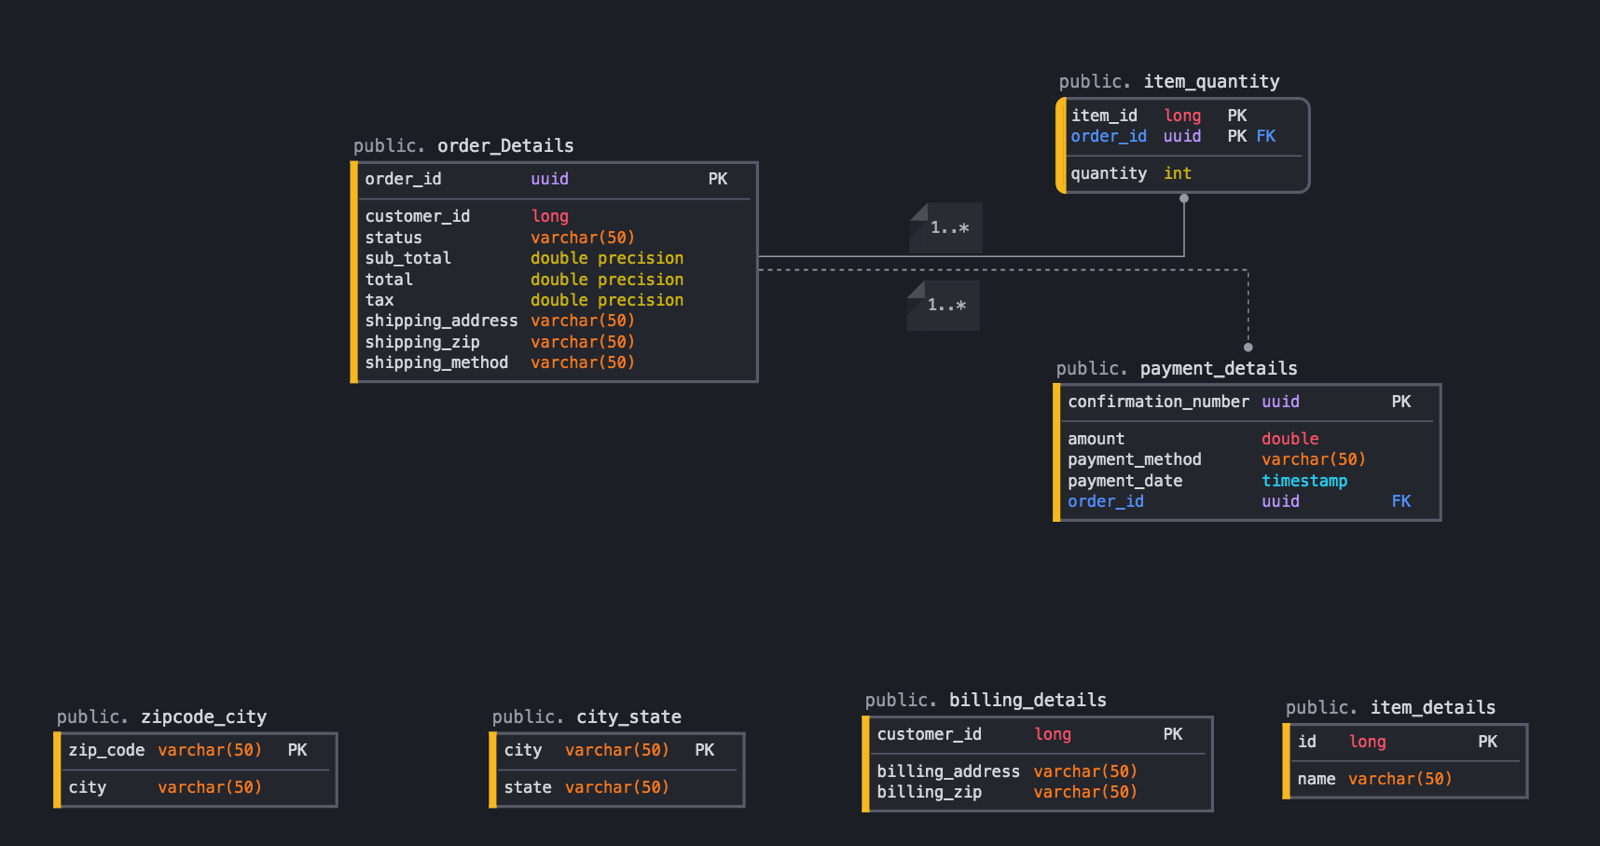 public. item_quantity
item_id long PK
order_id uuid PK FK
quantity int
public. order_Details
order_id uuid PK
customer_id long
status varchar(50)
sub_total double precision
total double precision
tax double precision
shipping_address varchar(50)
shipping_zip varchar(50)
shipping_method varchar(50)
1..*
1..*
public. payment_details
confirmation_number uuid PK
amount double
payment_method varchar(50)
payment_date timestamp
order_id uuid FK
public. zipcode_city
zip_code varchar(50) PK
city varchar(50)
public. city_state
city varchar(50) PK
state varchar(50)
public. billing_details
customer_id long PK
billing_address varchar(50)
billing_zip varchar(50)
public. item_details
id long PK
name varchar(50)